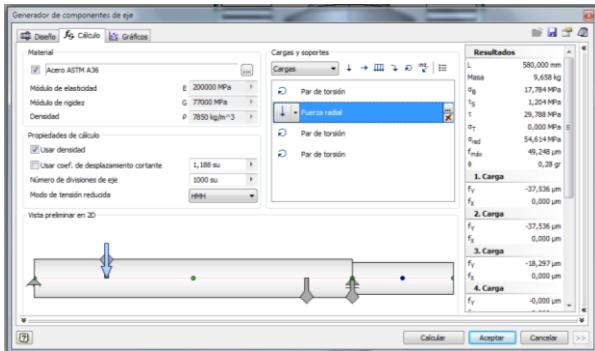 Generador de componentes de eje
Diseño
Cálculo
Gráficos
Material
Acero ASTM A36
...
Módulo de elasticidad E 200000 MPa
Módulo de rigidez G 77000 MPa
Densidad ρ 7850 kg/m^3
Propiedades de cálculo
Usar densidad
Usar coef. de desplazamiento cortante 1,188 su
Número de divisiones de eje 1000 su
Modo de tensión reducida HMH
Cargas y soportes
Cargas
Par de torsión
Fuerza radial
Par de torsión
Par de torsión
Vista preliminar en 2D
Resultados
L 580,000 mm
Masa 9,658 kg
σB 17,784 MPa
τS 1,204 MPa
τ 29,788 MPa
σT 0,000 MPa
σred 54,614 MPa
fmáx 49,248 μm
θ 0,28 gr
1. Carga
fY -37,536 μm
fX 0,000 μm
2. Carga
fY -37,536 μm
fX 0,000 μm
3. Carga
fY -18,297 μm
fX 0,000 μm
4. Carga
fY -0,000 μm
?
Calcular
Aceptar
Cancelar
>>